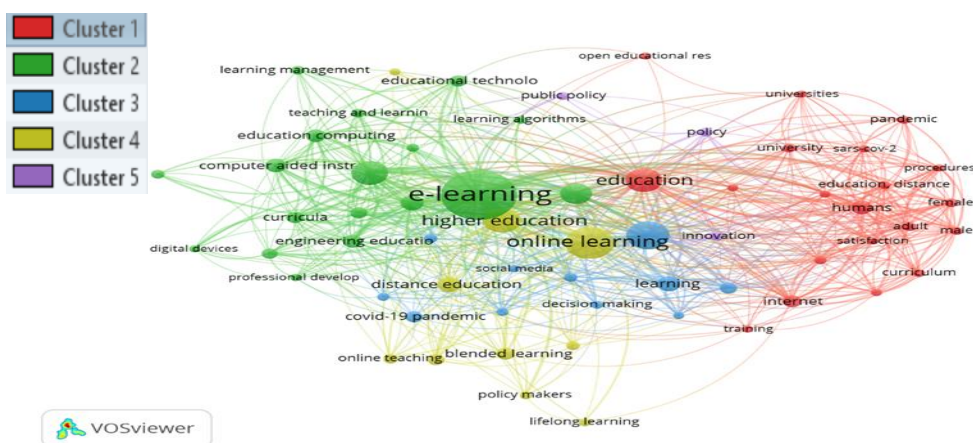 Cluster 1
Cluster 2
Cluster 3
Cluster 4
Cluster 5
open educational res
learning management
educational technolo
public policy
universities
teaching and learnin
learning algorithms
pandemic
policy
education computing
university
sars-cov-2
computer aided instr
procedures
education
education, distance
e-learning
female
humans
higher education
curricula
adult
male
online learning
innovation
engineering educatio
satisfaction
digital devices
social media
curriculum
professional develop
distance education
learning
internet
decision making
covid-19 pandemic
training
online teaching
blended learning
policy makers
lifelong learning
VOSviewer